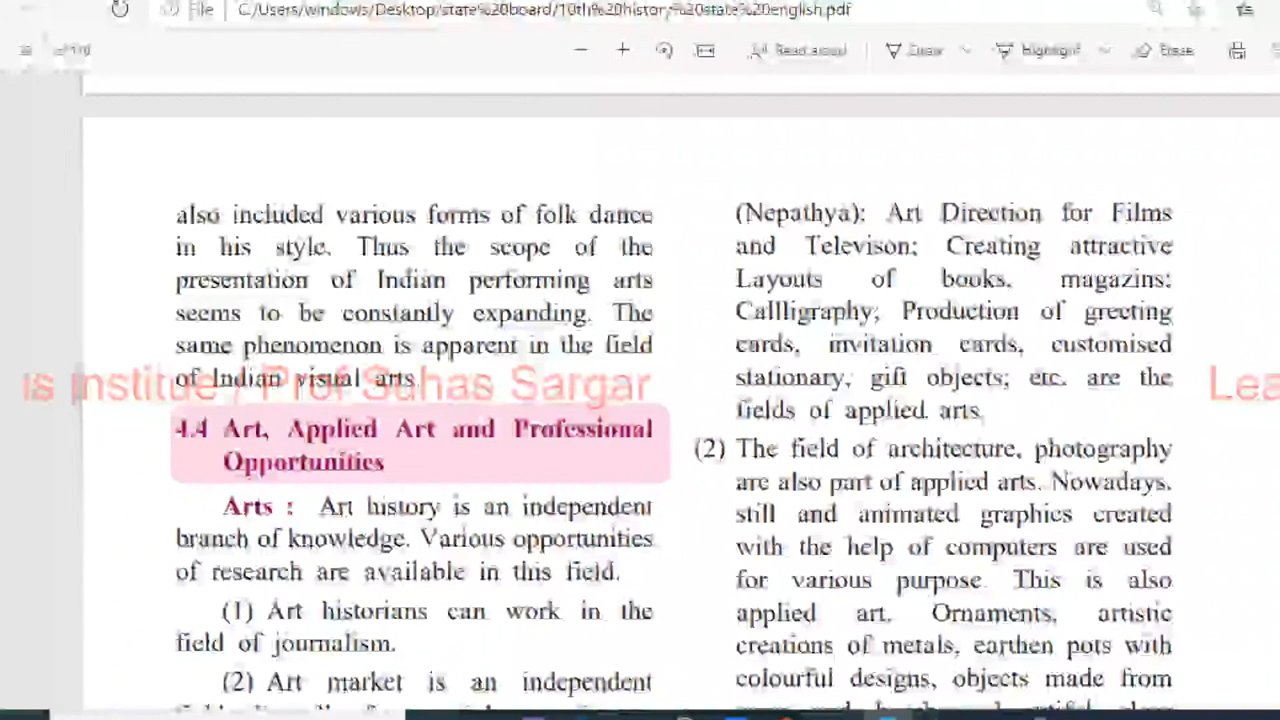 File | C:/Users/windows/Desktop/state%20board/10th%20history%20state%20english.pdf
Read aloud Draw Highlight Erase
also included various forms of folk dance
in his style. Thus the scope of the
presentation of Indian performing arts
seems to be constantly expanding. The
same phenomenon is apparent in the field
of Indian visual arts.
is Institue / Prof Suhas Sargar
4.4 Art, Applied Art and Professional
Opportunities
Arts : Art history is an independent
branch of knowledge. Various opportunities
of research are available in this field.
(1) Art historians can work in the
field of journalism.
(2) Art market is an independent
(Nepathya); Art Direction for Films
and Televison; Creating attractive
Layouts of books, magazins;
Callligraphy; Production of greeting
cards, invitation cards, customised
stationary; gift objects; etc. are the
fields of applied arts.
Lea
(2) The field of architecture, photography
are also part of applied arts. Nowadays,
still and animated graphics created
with the help of computers are used
for various purpose. This is also
applied art. Ornaments, artistic
creations of metals, earthen pots with
colourful designs, objects made from